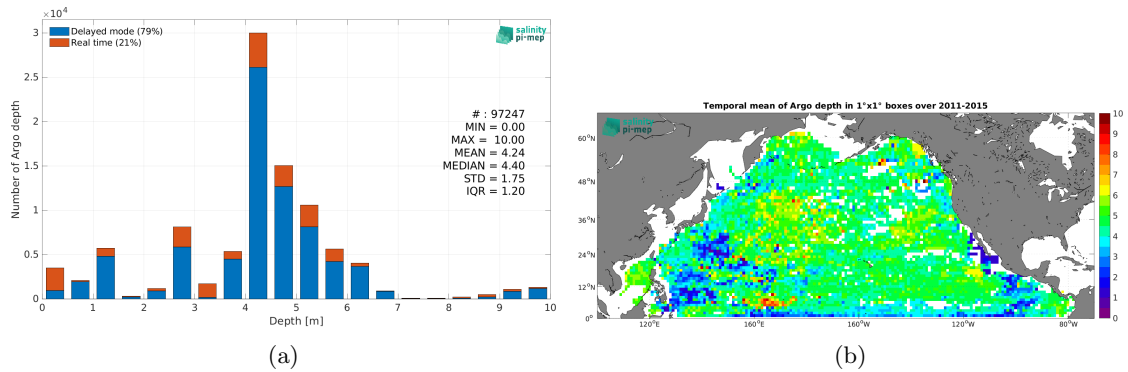 ×10⁴
Delayed mode (79%)
Real time (21%)
salinity
pi-mep
3
2.5
2
1.5
1
0.5
0
Number of Argo depth
# : 97247
MIN = 0.00
MAX = 10.00
MEAN = 4.24
MEDIAN = 4.40
STD = 1.75
IQR = 1.20
0 1 2 3 4 5 6 7 8 9 10
Depth [m]
(a)
Temporal mean of Argo depth in 1°x1° boxes over 2011-2015
salinity
pi-mep
60°N
48°N
36°N
24°N
12°N
0°
120°E 160°E 160°W 120°W 80°W
10
9
8
7
6
5
4
3
2
1
0
(b)